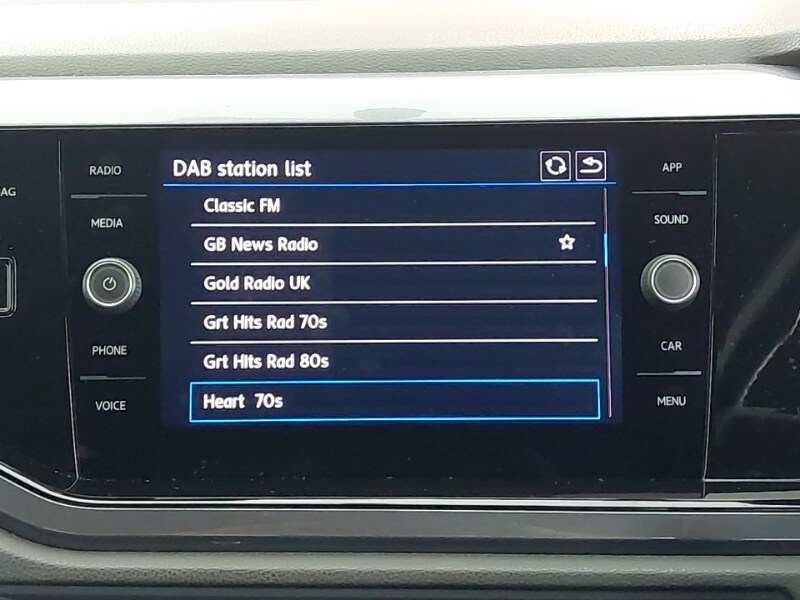 AG
RADIO
MEDIA
PHONE
VOICE
DAB station list
Classic FM
GB News Radio
Gold Radio UK
Grt Hits Rad 70s
Grt Hits Rad 80s
Heart 70s
APP
SOUND
CAR
MENU